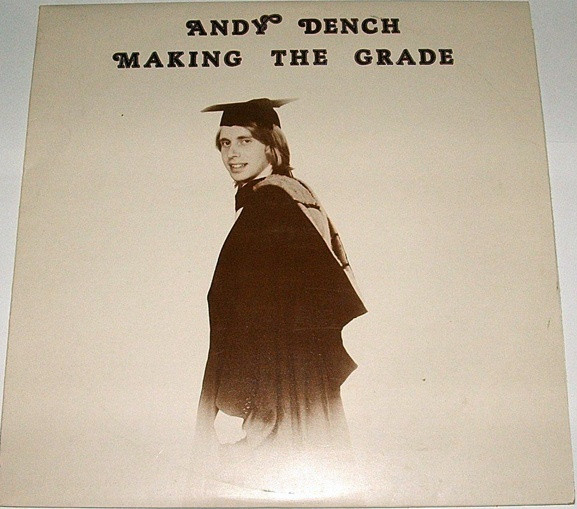 ANDY DENCH
MAKING THE GRADE